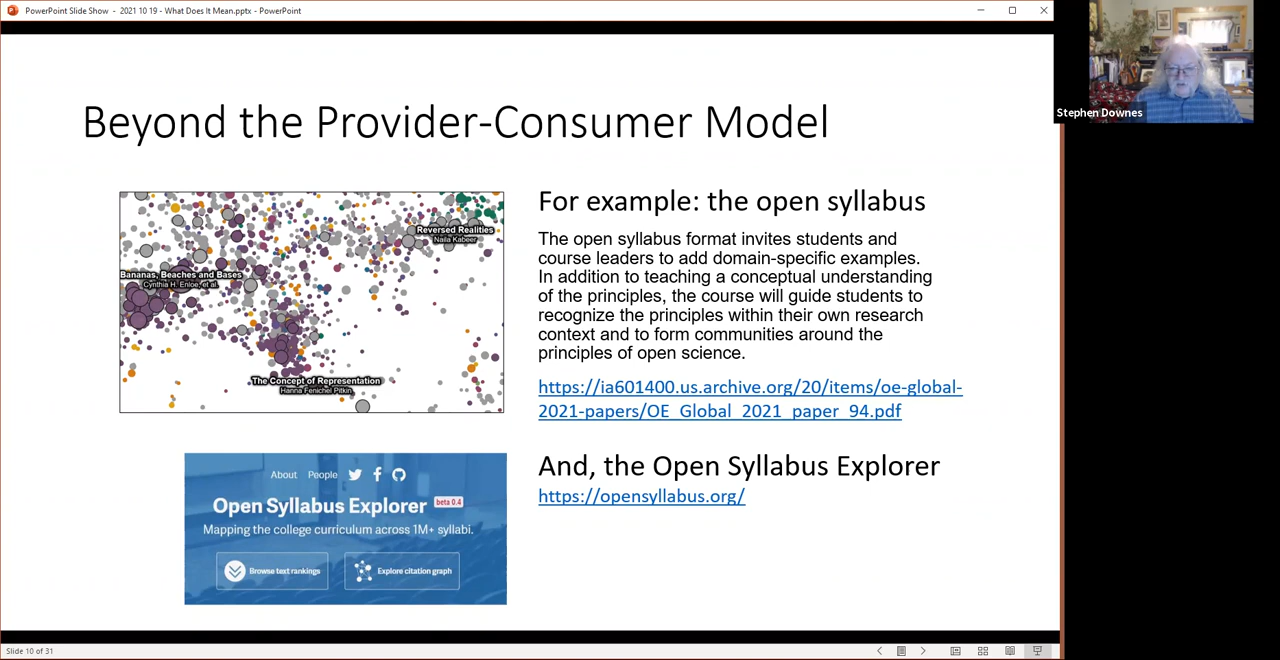 PowerPoint Slide Show - 2021 10 19 - What Does It Mean.pptx - PowerPoint
Stephen Downes
Beyond the Provider-Consumer Model
Reversed Realities
Naila Kabeer
Bananas, Beaches and Bases
Cynthia H. Enloe, et al.
The Concept of Representation
Hanna Fenichel Pitkin
For example: the open syllabus
The open syllabus format invites students and
course leaders to add domain-specific examples.
In addition to teaching a conceptual understanding
of the principles, the course will guide students to
recognize the principles within their own research
context and to form communities around the
principles of open science.
https://ia601400.us.archive.org/20/items/oe-global-
2021-papers/OE_Global_2021_paper_94.pdf
About People
Open Syllabus Explorer beta 0.4
Mapping the college curriculum across 1M+ syllabi.
Browse text rankings
Explore citation graph
And, the Open Syllabus Explorer
https://opensyllabus.org/
Slide 10 of 31